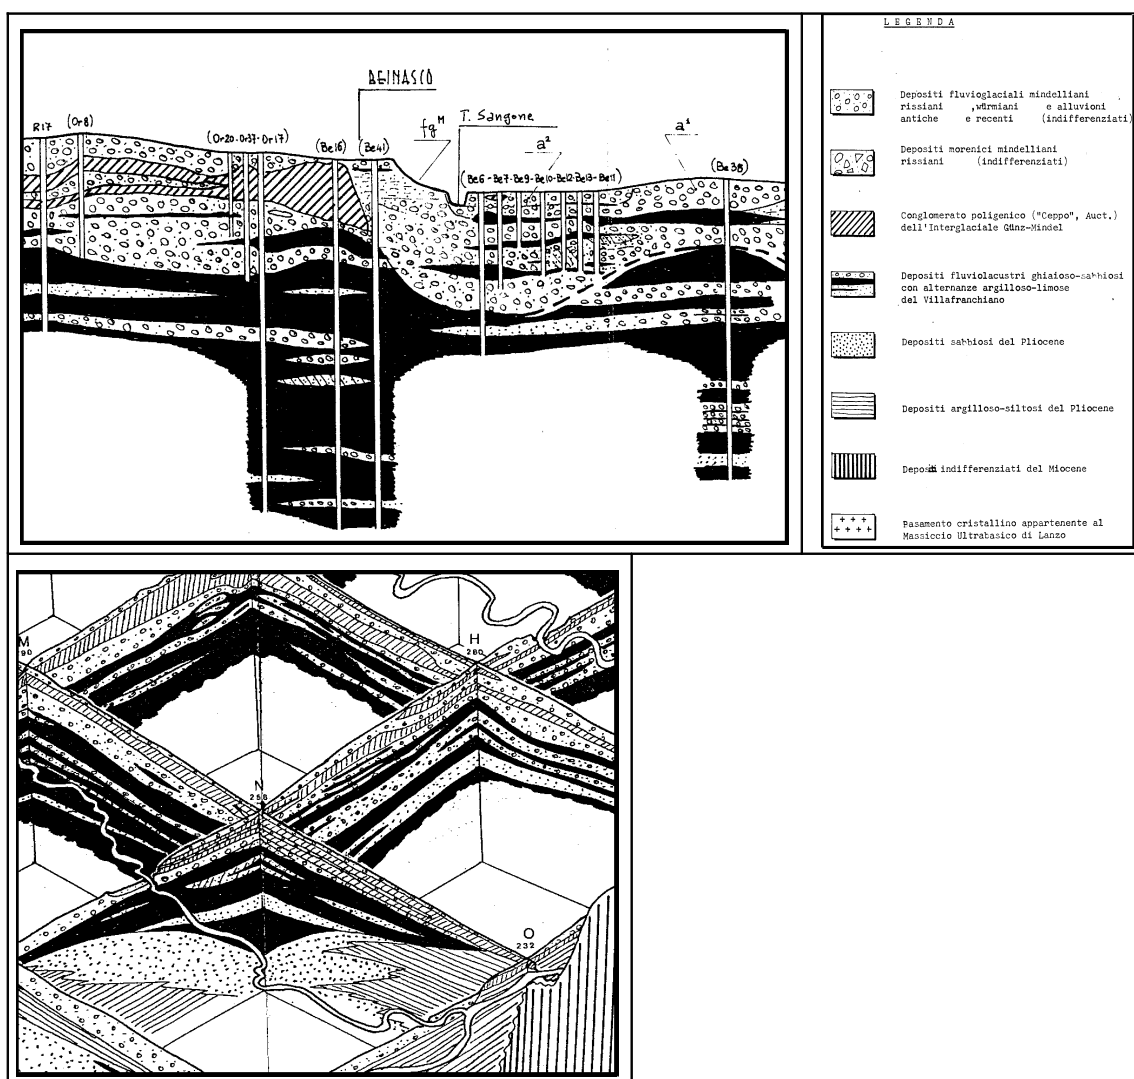 BEINASCO
T. Sangone
fg M
a²
a¹
R17
(Or8)
(Or20-Or37-Or17)
(Be16)
(Be41)
(Be6-Be7-Be9-Be10-Be12-Be13-Be11)
(Be38)
LEGENDA
Depositi fluvioglaciali mindelliani
rissiani ,würmiani e alluvioni
antiche e recenti (indifferenziati)
Depositi morenici mindelliani
rissiani (indifferenziati)
Conglomerato poligenico ("Ceppo", Auct.)
dell'Interglaciale Günz-Mindel
Depositi fluviolacustri ghiaioso-sabbiosi
con alternanze argilloso-limose
del Villafranchiano
Depositi sabbiosi del Pliocene
Depositi argilloso-siltosi del Pliocene
Depositi indifferenziati del Miocene
Basamento cristallino appartenente al
Massiccio Ultrabasico di Lanzo
M
90
H
280
N
258
O
232